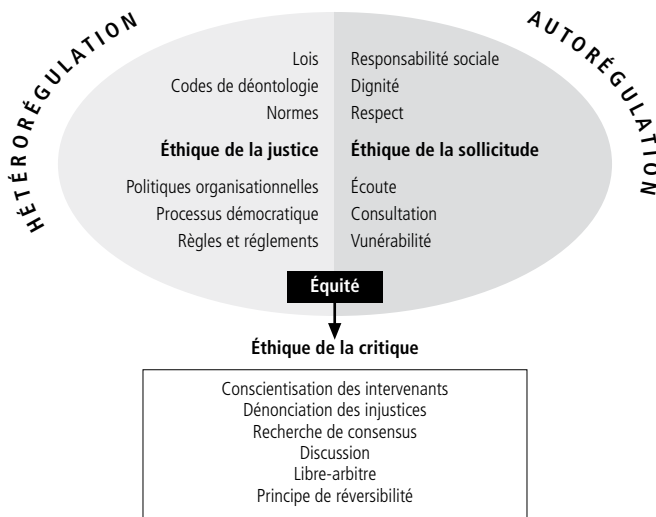 HÉTÉRORÉGULATION
AUTORÉGULATION
Lois
Codes de déontologie
Normes
Éthique de la justice
Politiques organisationnelles
Processus démocratique
Règles et réglements
Responsabilité sociale
Dignité
Respect
Éthique de la sollicitude
Écoute
Consultation
Vunérabilité
Équité
Éthique de la critique
Conscientisation des intervenants
Dénonciation des injustices
Recherche de consensus
Discussion
Libre-arbitre
Principe de réversibilité